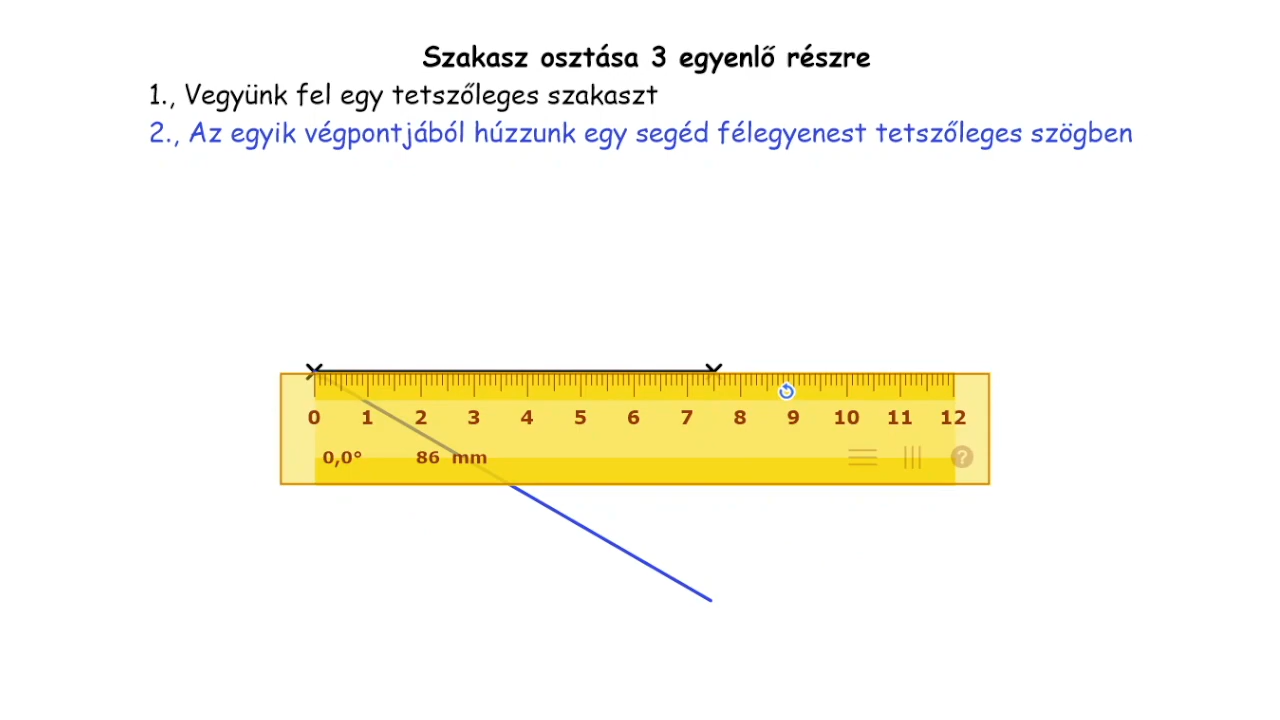 Szakasz osztása 3 egyenlő részre
1., Vegyünk fel egy tetszőleges szakaszt
2., Az egyik végpontjából húzzunk egy segéd félegyenest tetszőleges szögben
0 1 2 3 4 5 6 7 8 9 10 11 12
0,0° 86 mm ?